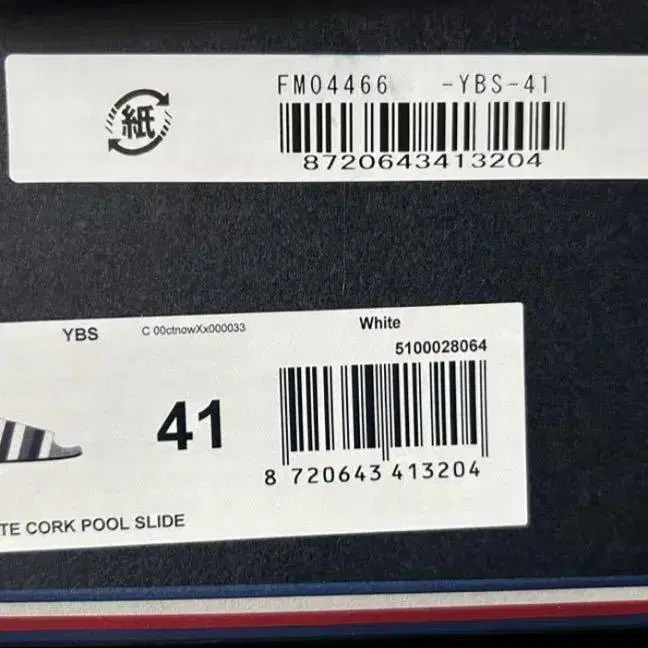 紙
FM04466 -YBS-41
8720643413204
YBS C 00ctnowXx000033 White
5100028064
41
8 720643 413204
TE CORK POOL SLIDE